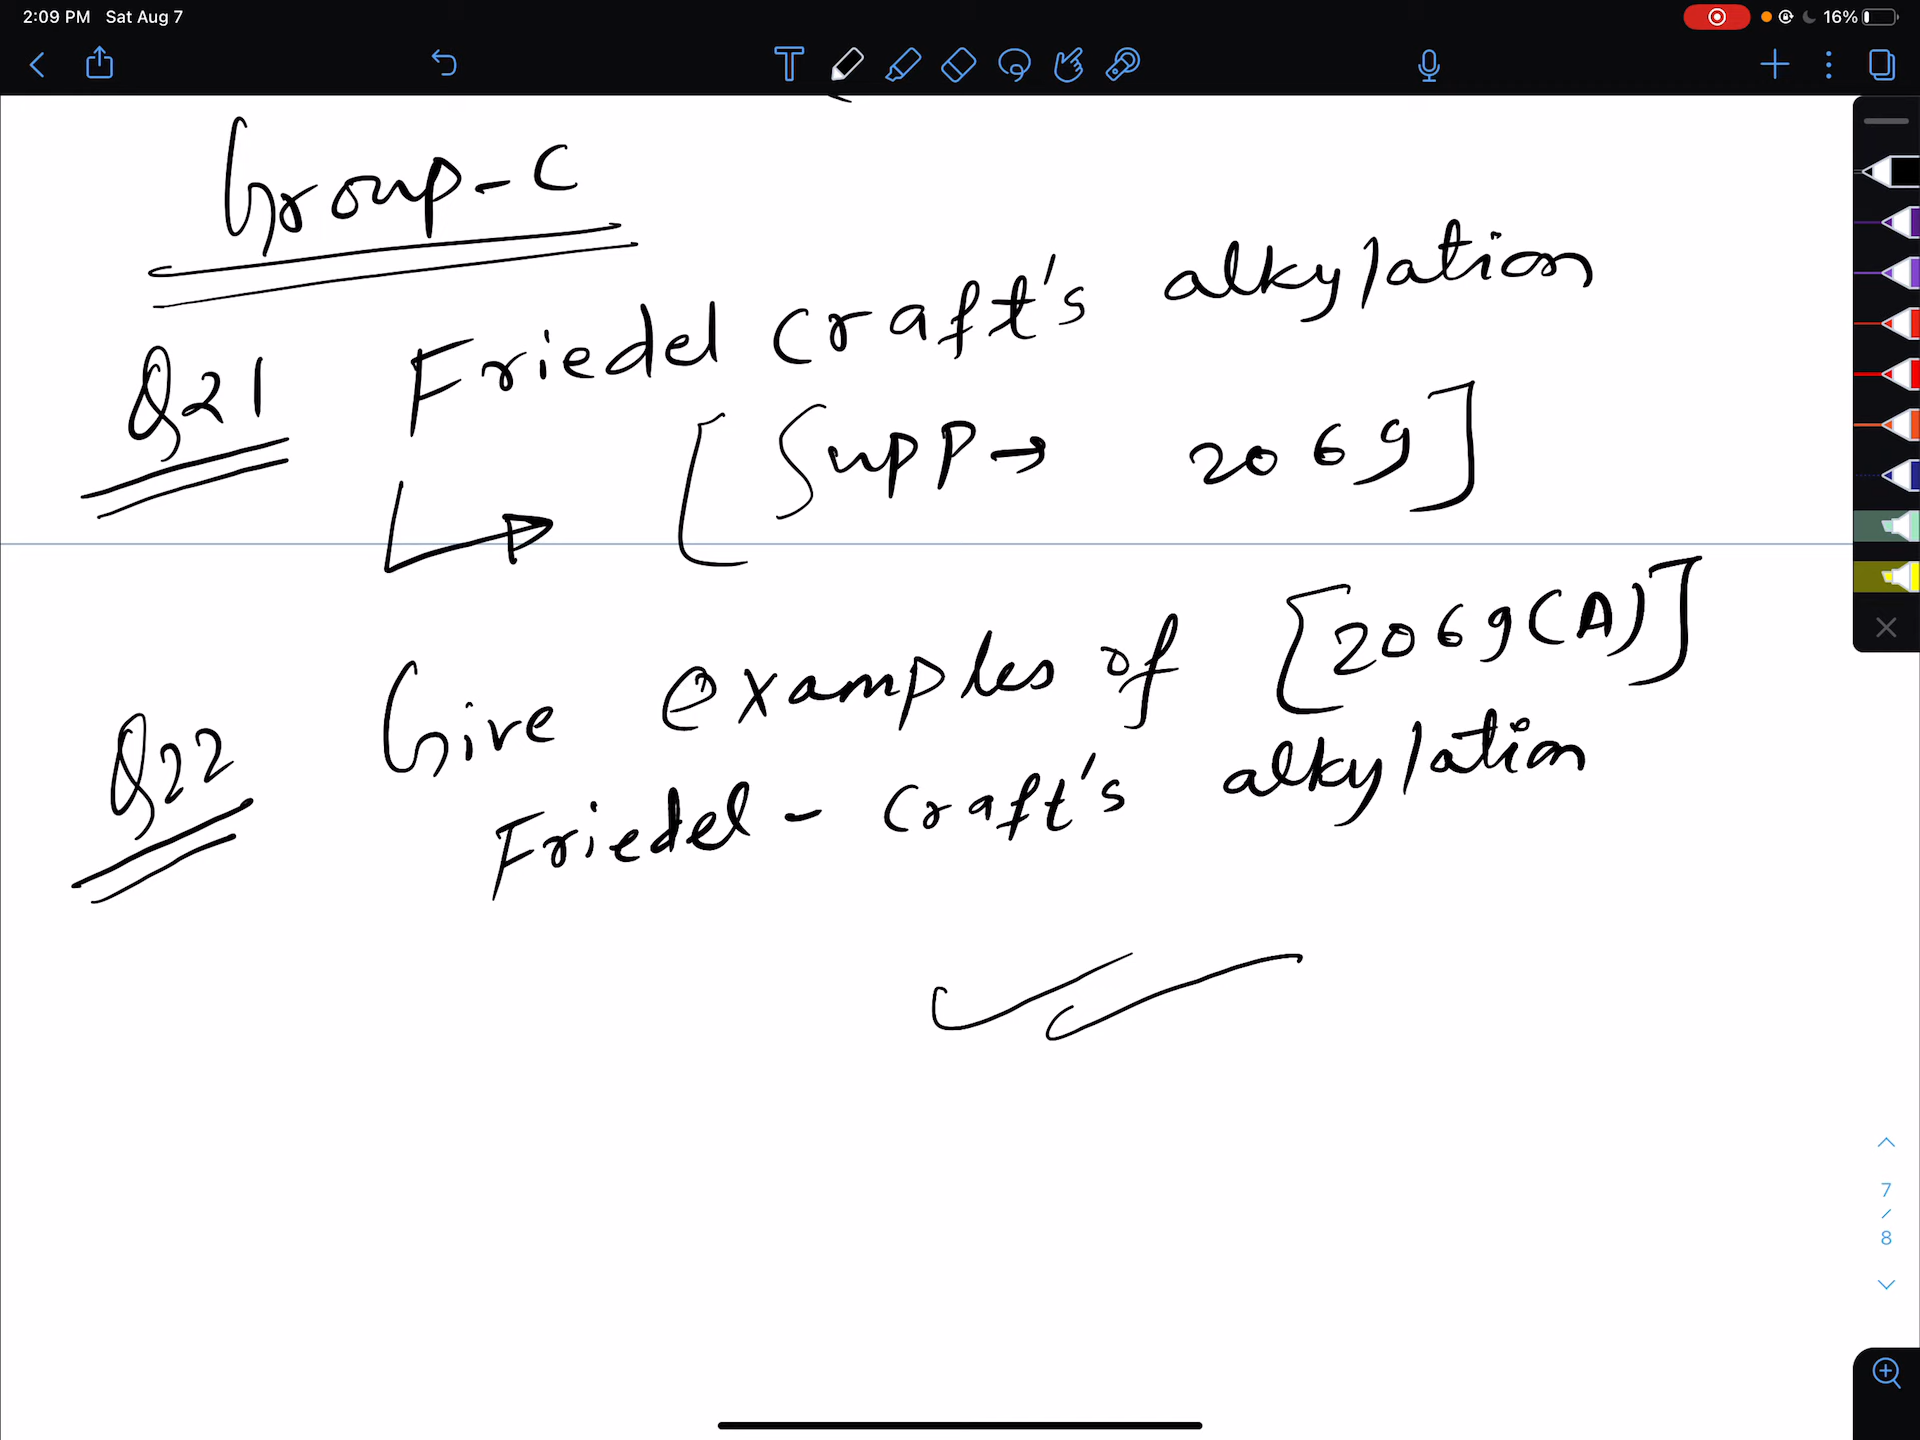 2:09 PM Sat Aug 7
16%
Group-C
Q21 Friedel craft's alkylation
[Supp→ 2069]
Q22 Give examples of [2069(A)]
Friedel-craft's alkylation
7
/
8